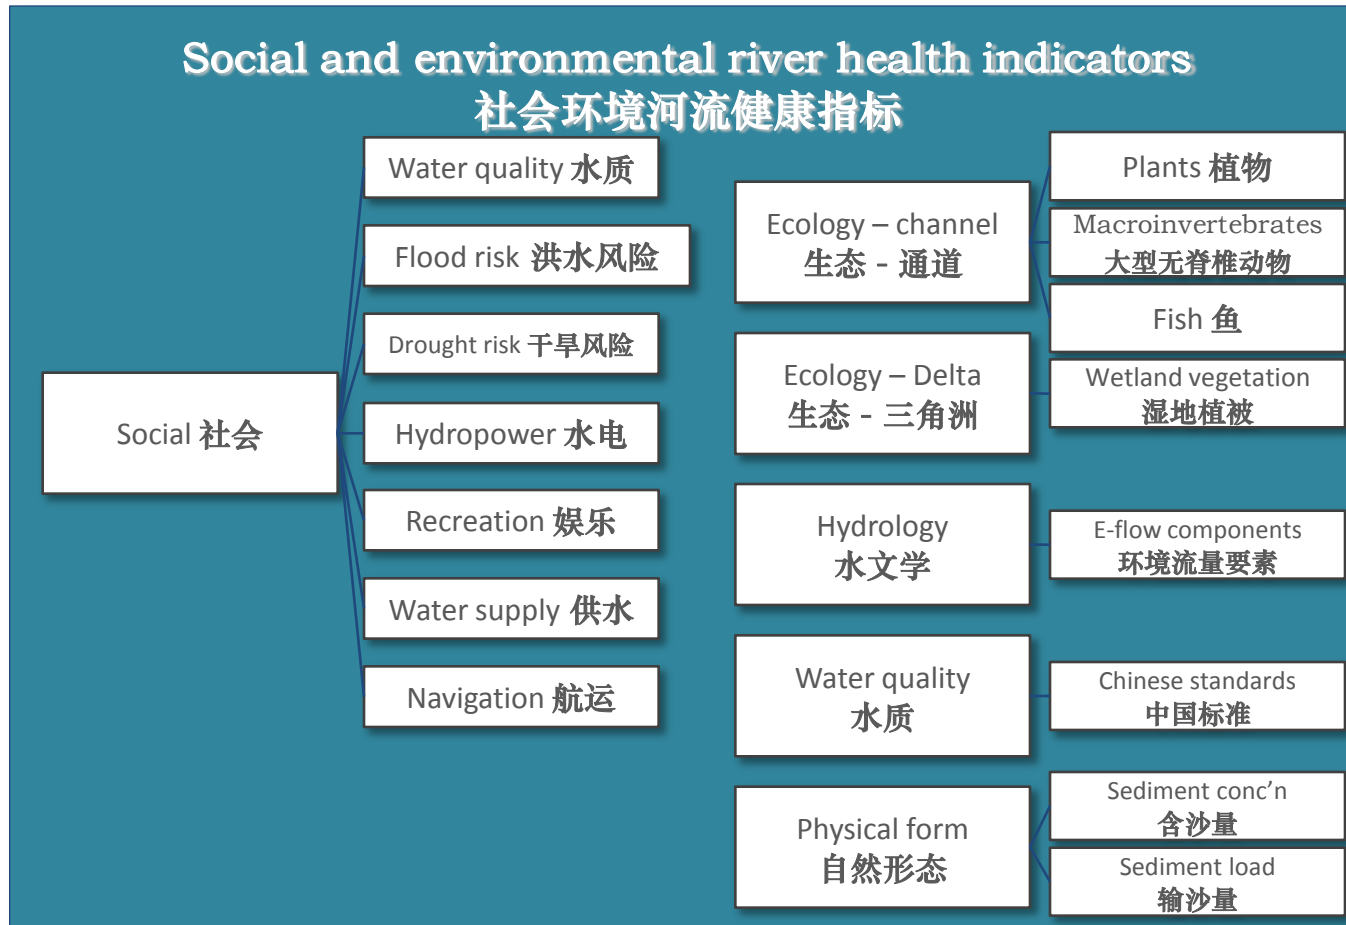 Social and environmental river health indicators
社会环境河流健康指标
Social 社会
Water quality 水质
Flood risk 洪水风险
Drought risk 干旱风险
Hydropower 水电
Recreation 娱乐
Water supply 供水
Navigation 航运
Ecology – channel
生态 - 通道
Plants 植物
Macroinvertebrates
大型无脊椎动物
Fish 鱼
Ecology – Delta
生态 - 三角洲
Wetland vegetation
湿地植被
Hydrology
水文学
E-flow components
环境流量要素
Water quality
水质
Chinese standards
中国标准
Physical form
自然形态
Sediment conc’n
含沙量
Sediment load
输沙量